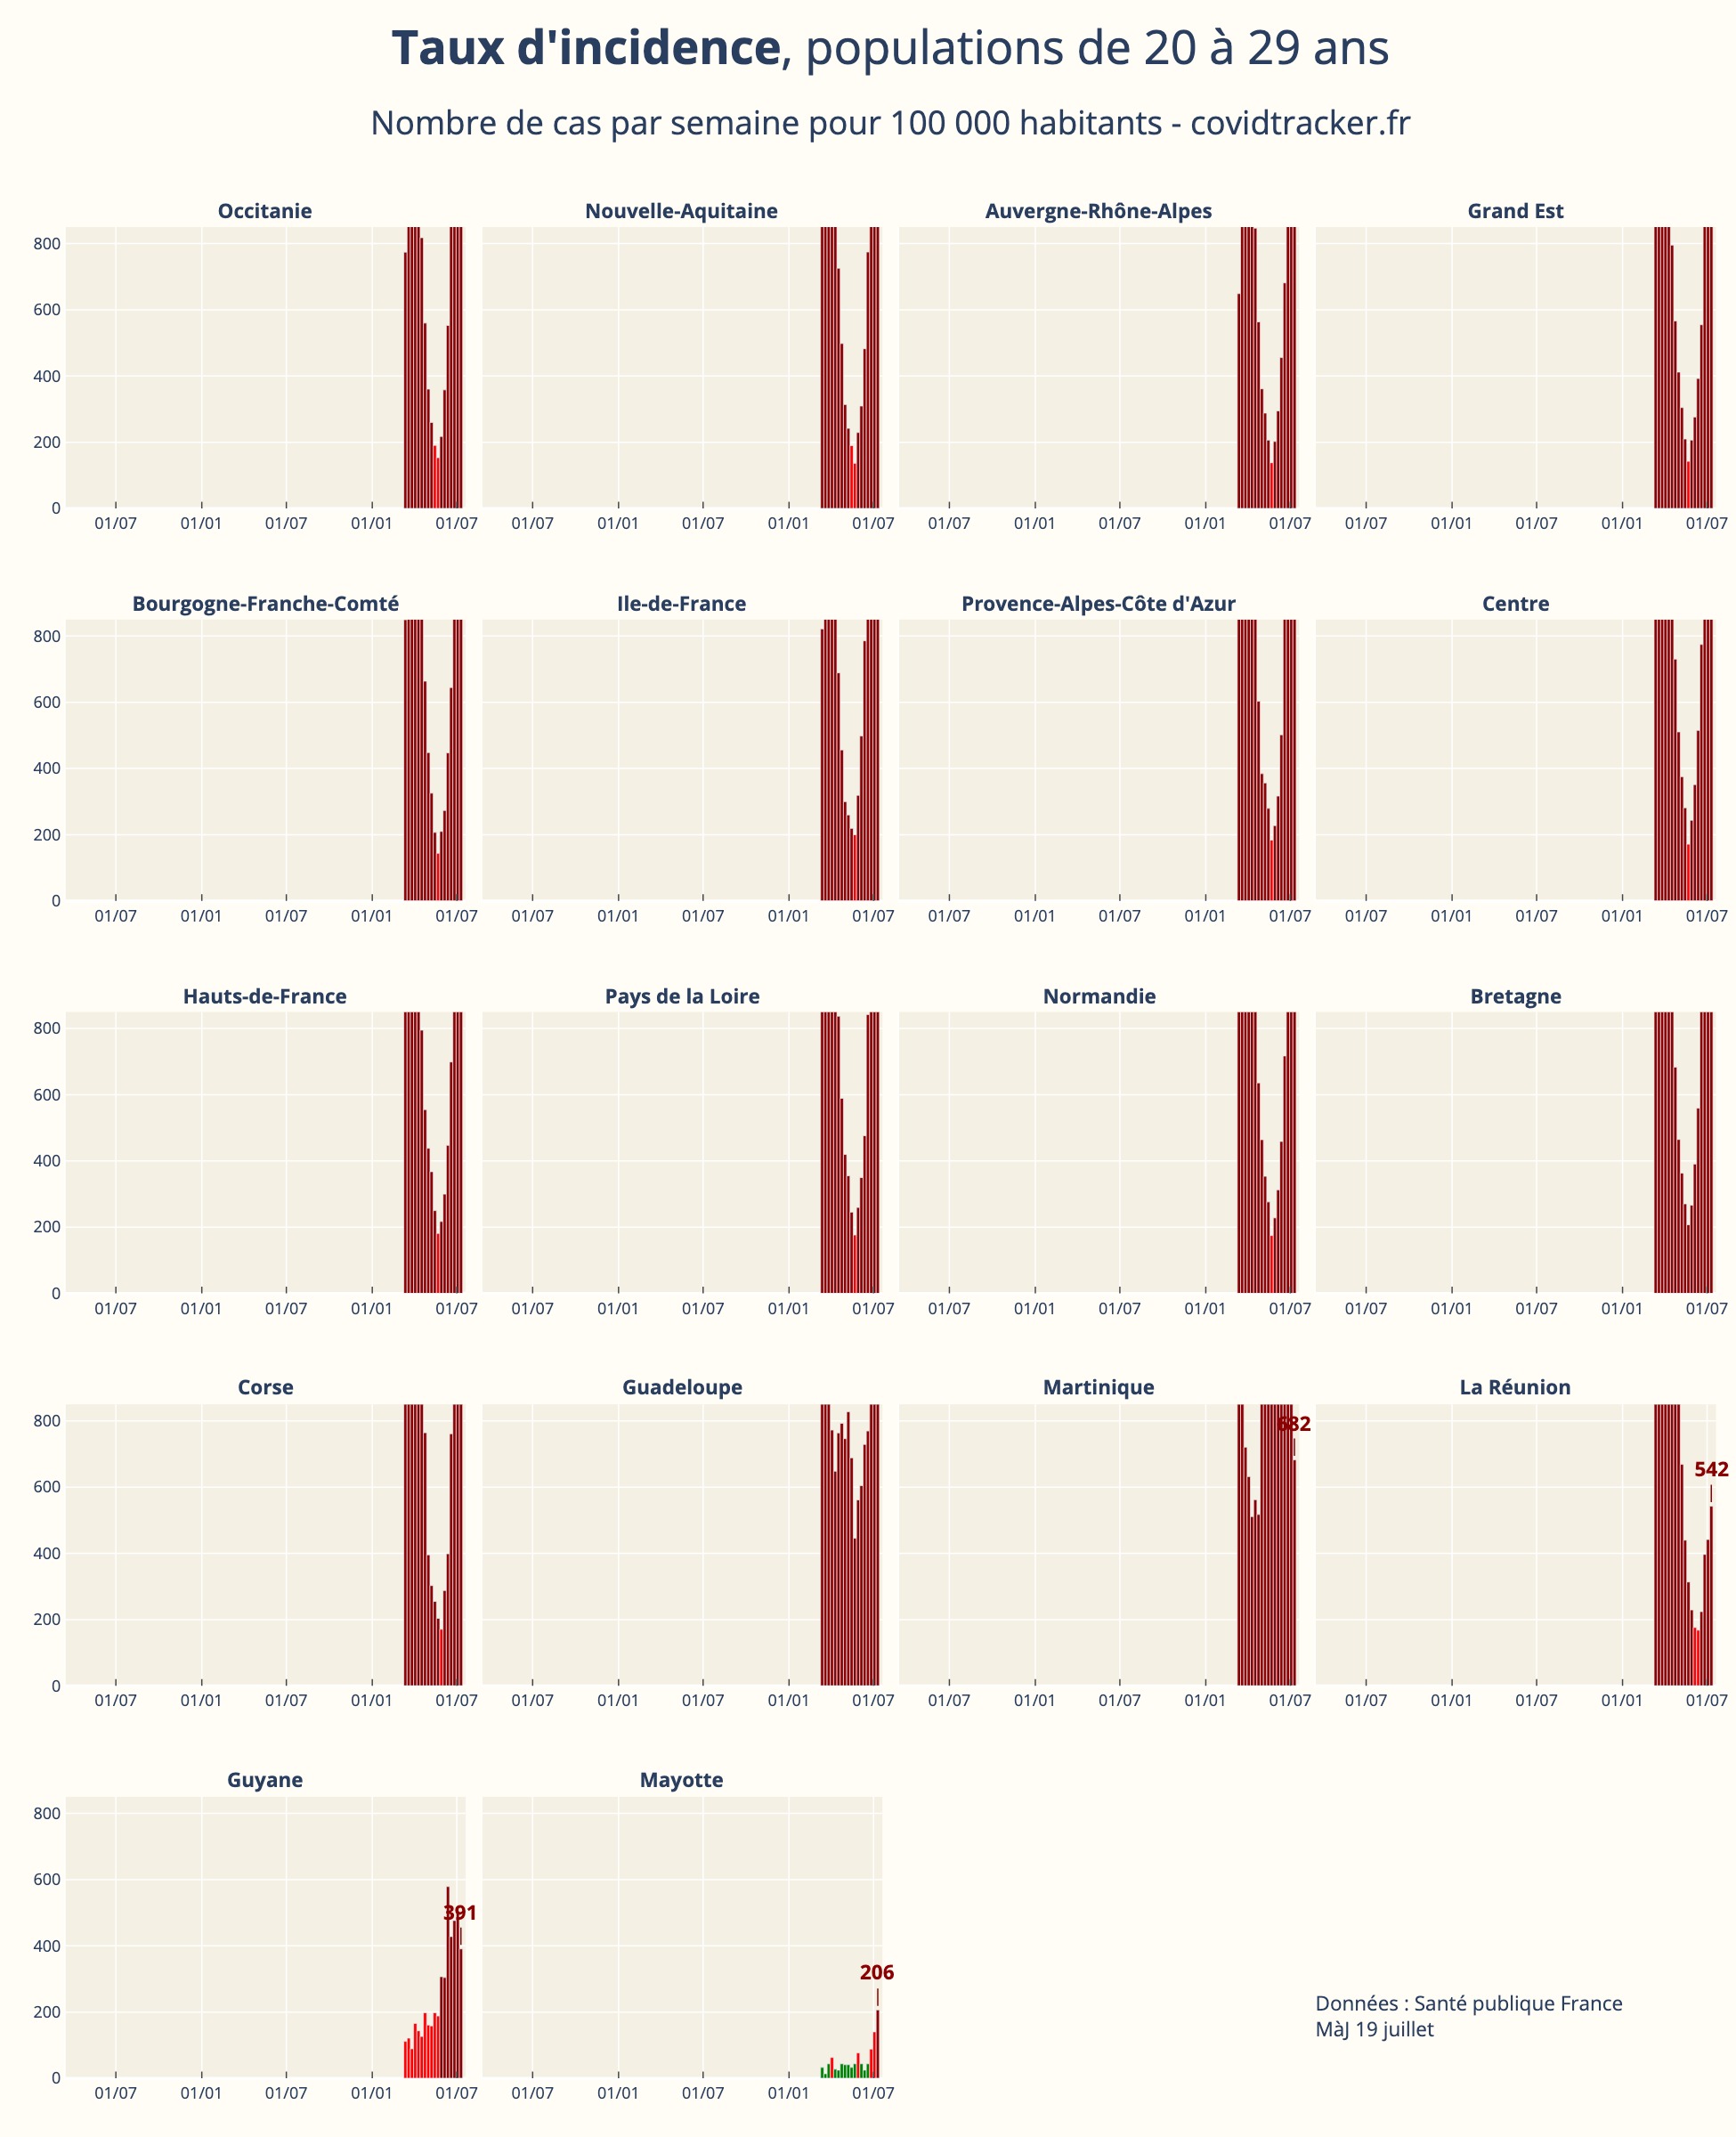 Taux d'incidence, populations de 20 à 29 ans
Nombre de cas par semaine pour 100 000 habitants - covidtracker.fr
Occitanie Nouvelle-Aquitaine Auvergne-Rhône-Alpes Grand Est
800
600
400
200
0
01/07 01/01 01/07 01/01 01/07 01/07 01/01 01/07 01/01 01/07 01/07 01/01 01/07 01/01 01/07 01/07 01/01 01/07 01/01 01/07
Bourgogne-Franche-Comté Ile-de-France Provence-Alpes-Côte d'Azur Centre
800
600
400
200
0
01/07 01/01 01/07 01/01 01/07 01/07 01/01 01/07 01/01 01/07 01/07 01/01 01/07 01/01 01/07 01/07 01/01 01/07 01/01 01/07
Hauts-de-France Pays de la Loire Normandie Bretagne
800
600
400
200
0
01/07 01/01 01/07 01/01 01/07 01/07 01/01 01/07 01/01 01/07 01/07 01/01 01/07 01/01 01/07 01/07 01/01 01/07 01/01 01/07
Corse Guadeloupe Martinique La Réunion
800 682
600 542
400
200
0
01/07 01/01 01/07 01/01 01/07 01/07 01/01 01/07 01/01 01/07 01/07 01/01 01/07 01/01 01/07 01/07 01/01 01/07 01/01 01/07
Guyane Mayotte
800
600
391
400
206
200
0
01/07 01/01 01/07 01/01 01/07 01/07 01/01 01/07 01/01 01/07
Données : Santé publique France
MàJ 19 juillet